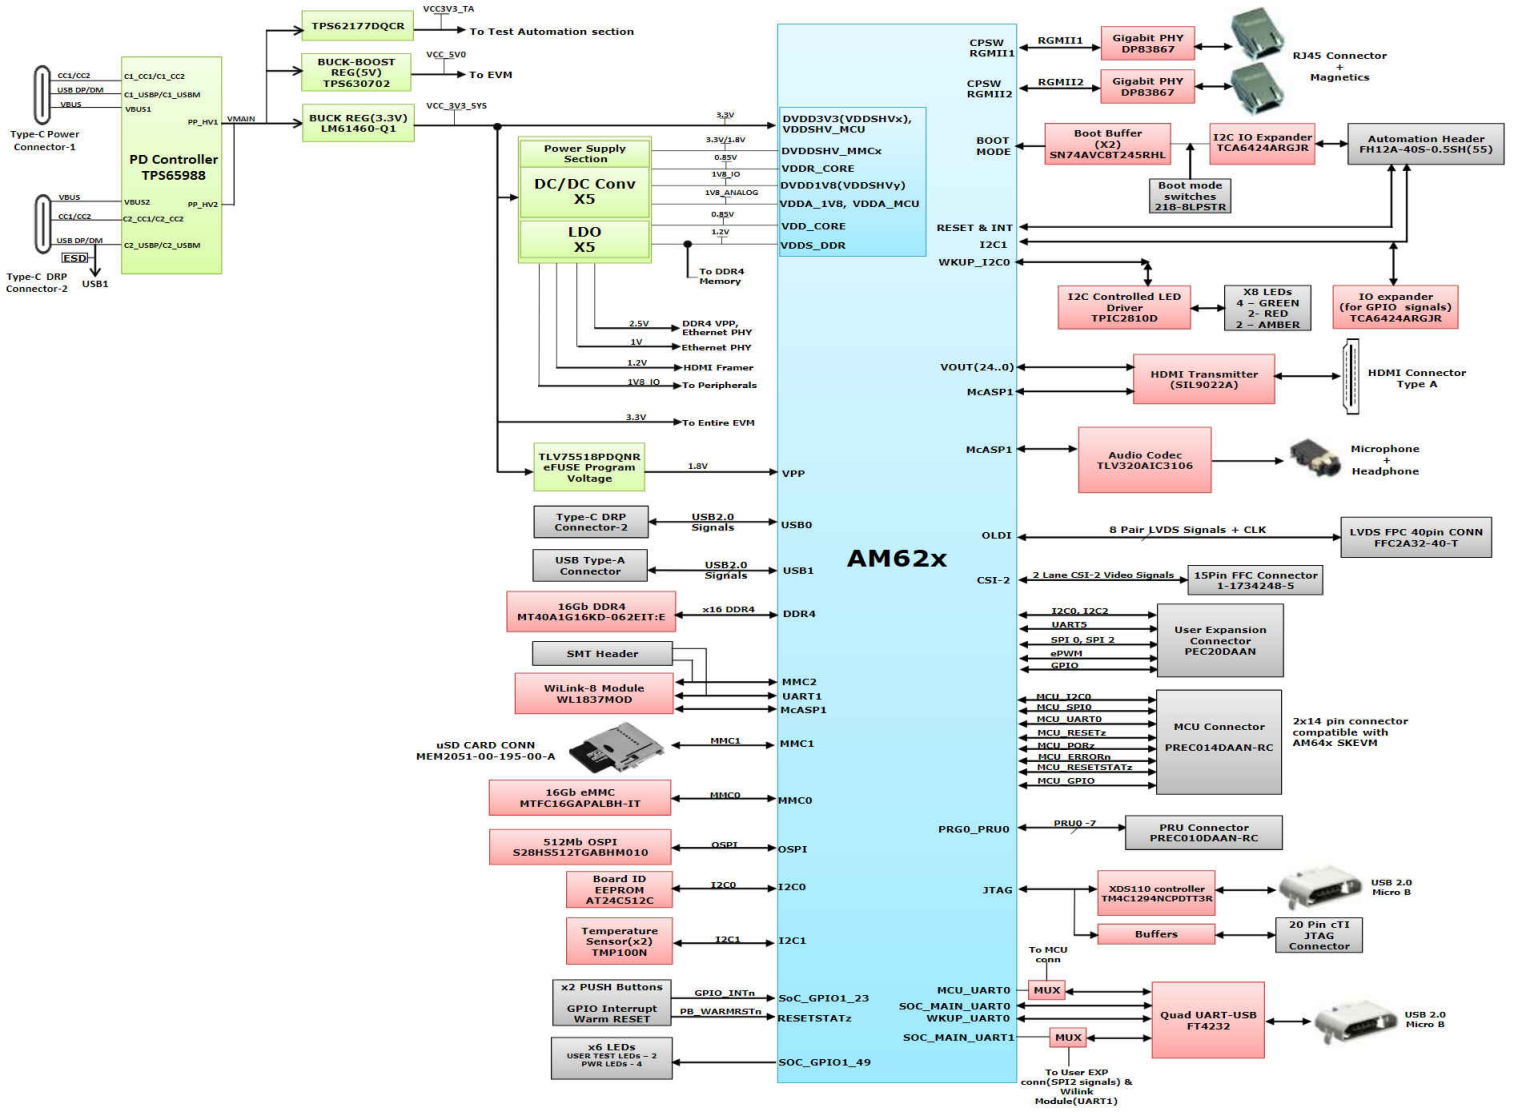 VCC3V3_TA
TPS62177DQCR
To Test Automation section
BUCK-BOOST
REG(5V)
TPS630702
VCC_5V0
To EVM
BUCK REG(3.3V)
LM61460-Q1
VCC_3V3_SYS
CC1/CC2
USB DP/DM
VBUS
Type-C Power
Connector-1
C1_CC1/C1_CC2
C1_USBP/C1_USBM
VBUS1
PP_HV1
VMAIN
PD Controller
TPS65988
VBUS
CC1/CC2
USB DP/DM
ESD
USB1
Type-C DRP
Connector-2
VBUS2
PP_HV2
C2_CC1/C2_CC2
C2_USBP/C2_USBM
Power Supply
Section
DC/DC Conv
X5
LDO
X5
3.3V
3.3V/1.8V
0.85V
1V8_IO
1V8_ANALOG
0.85V
1.2V
To DDR4
Memory
DVDD3V3(VDDSHVx),
VDDSHV_MCU
DVDDSHV_MMCx
VDDR_CORE
DVDD1V8(VDDSHVy)
VDDA_1V8, VDDA_MCU
VDD_CORE
VDDS_DDR
2.5V
DDR4 VPP,
Ethernet PHY
1V
Ethernet PHY
1.2V
HDMI Framer
1V8_IO
To Peripherals
3.3V
To Entire EVM
TLV75518PDQNR
eFUSE Program
Voltage
1.8V
VPP
Type-C DRP
Connector-2
USB2.0
Signals
USB0
USB Type-A
Connector
USB2.0
Signals
USB1
16Gb DDR4
MT40A1G16KD-062EIT:E
x16 DDR4
DDR4
SMT Header
WiLink-8 Module
WL1837MOD
MMC2
UART1
McASP1
uSD CARD CONN
MEM2051-00-195-00-A
MMC1
MMC1
16Gb eMMC
MTFC16GAPALBH-IT
MMC0
MMC0
512Mb OSPI
S28HS512TGABHM010
OSPI
OSPI
Board ID
EEPROM
AT24C512C
I2C0
I2C0
Temperature
Sensor(x2)
TMP100N
I2C1
I2C1
x2 PUSH Buttons
GPIO Interrupt
Warm RESET
GPIO_INTn
PB_WARMRSTn
SoC_GPIO1_23
RESETSTATz
x6 LEDs
USER TEST LEDs – 2
PWR LEDs - 4
SOC_GPIO1_49
AM62x
CPSW
RGMII1
RGMII1
Gigabit PHY
DP83867
CPSW
RGMII2
RGMII2
Gigabit PHY
DP83867
RJ45 Connector
+
Magnetics
BOOT
MODE
Boot Buffer
(X2)
SN74AVC8T245RHL
I2C IO Expander
TCA6424ARGJR
Automation Header
FH12A-40S-0.5SH(55)
Boot mode
switches
218-8LPSTR
RESET & INT
I2C1
WKUP_I2C0
I2C Controlled LED
Driver
TPIC2810D
X8 LEDs
4 – GREEN
2- RED
2 – AMBER
IO expander
(for GPIO signals)
TCA6424ARGJR
VOUT(24..0)
McASP1
HDMI Transmitter
(SIL9022A)
HDMI Connector
Type A
McASP1
Audio Codec
TLV320AIC3106
Microphone
+
Headphone
OLDI
8 Pair LVDS Signals + CLK
LVDS FPC 40pin CONN
FFC2A32-40-T
CSI-2
2 Lane CSI-2 Video Signals
15Pin FFC Connector
1-1734248-5
I2C0, I2C2
UART5
SPI 0, SPI 2
ePWM
GPIO
User Expansion
Connector
PEC20DAAN
MCU_I2C0
MCU_SPI0
MCU_UART0
MCU_RESETz
MCU_PORz
MCU_ERRORn
MCU_RESETSTATz
MCU_GPIO
MCU Connector
PREC014DAAN-RC
2x14 pin connector
compatible with
AM64x SKEVM
PRG0_PRU0
PRU0 -7
PRU Connector
PREC010DAAN-RC
JTAG
XDS110 controller
TM4C1294NCPDTT3R
USB 2.0
Micro B
Buffers
20 Pin cTI
JTAG
Connector
To MCU
conn
MCU_UART0
MUX
SOC_MAIN_UART0
WKUP_UART0
SOC_MAIN_UART1
MUX
Quad UART-USB
FT4232
USB 2.0
Micro B
To User EXP
conn(SPI2 signals) &
Wilink
Module(UART1)